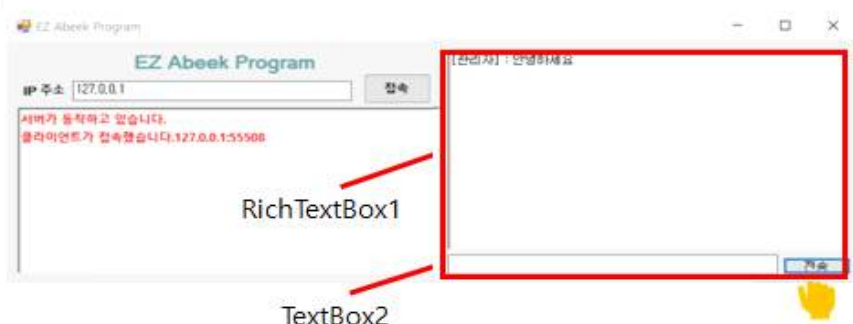 EZ Abeek Program
EZ Abeek Program
IP 주소 127.0.0.1 접속
[관리자] : 안녕하세요
서버가 동작하고 있습니다.
클라이언트가 접속했습니다.127.0.0.1:55508
RichTextBox1
전송
TextBox2